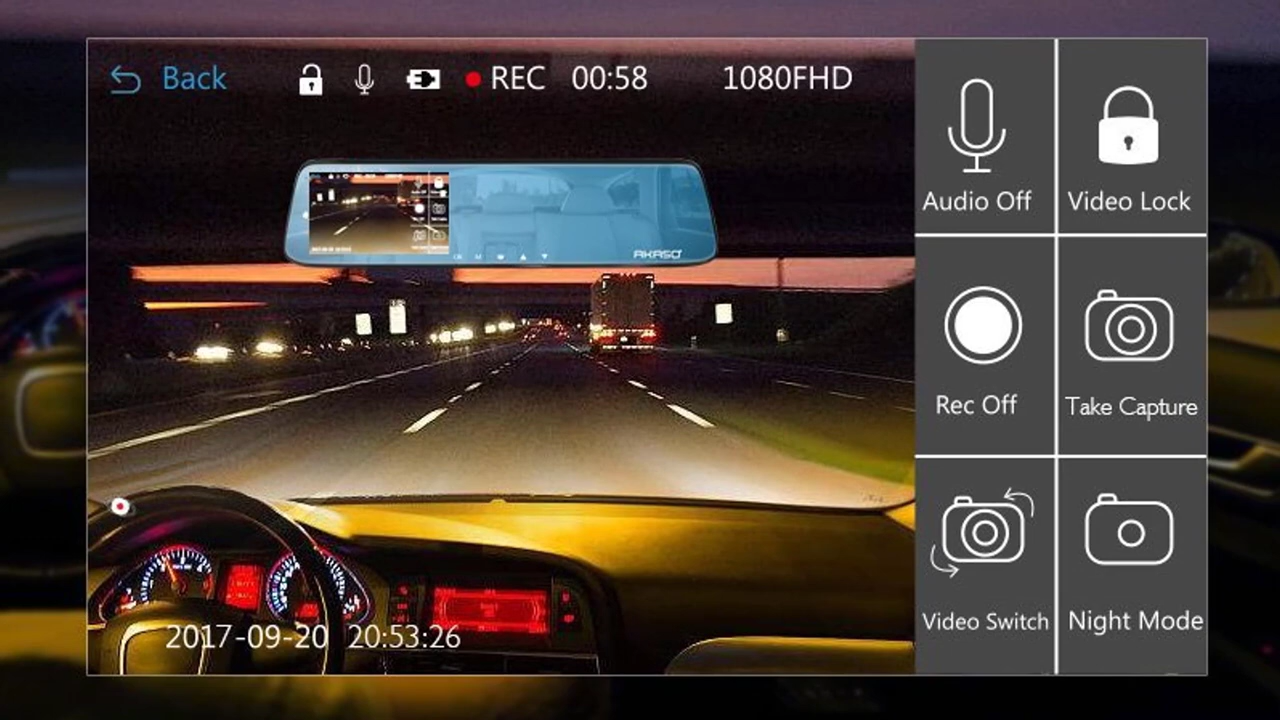 Back REC 00:58 1080FHD
Audio Off Video Lock
AKASO
Rec Off Take Capture
Video Switch Night Mode
2017-09-20 20:53:26